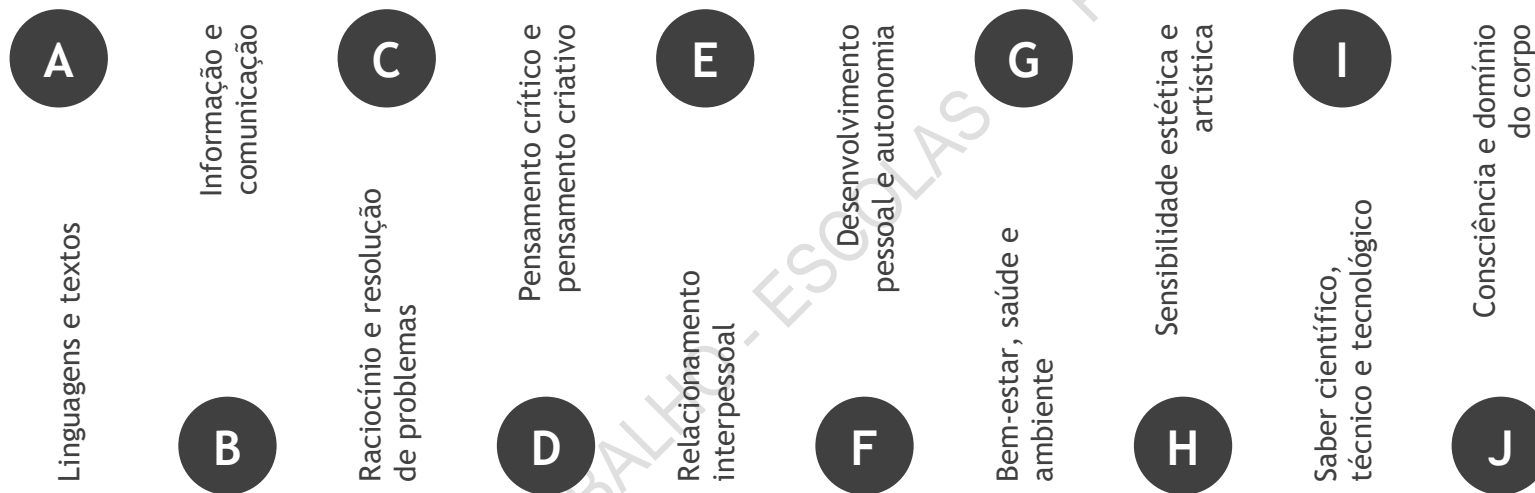 A
Linguagens e textos
Informação e
comunicação
B
C
Raciocínio e resolução
de problemas
Pensamento crítico e
pensamento criativo
D
E
Relacionamento
interpessoal
Desenvolvimento
pessoal e autonomia
F
G
Bem-estar, saúde e
ambiente
Sensibilidade estética e
artística
H
I
Saber científico,
técnico e tecnológico
Consciência e domínio
do corpo
J
- ESCOLAS